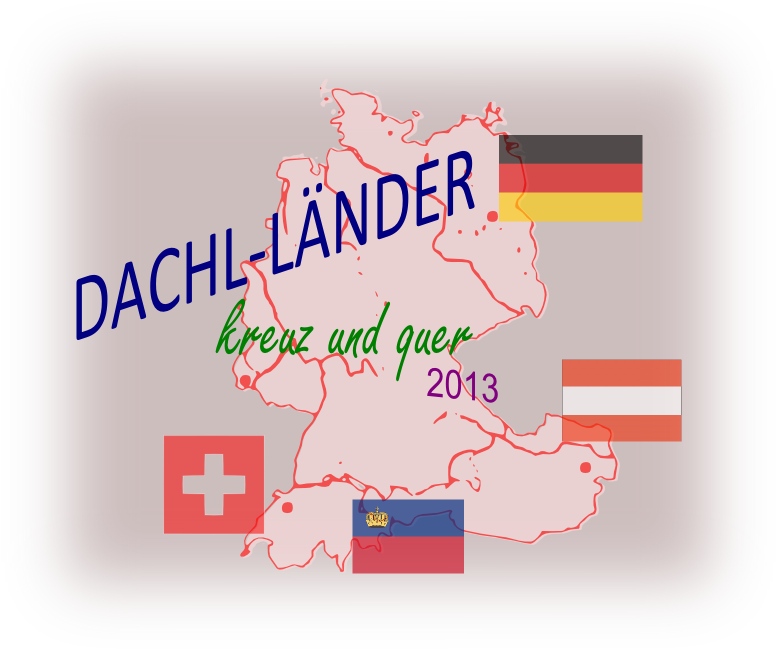 DACHL-LÄNDER
kreuz und quer
2013